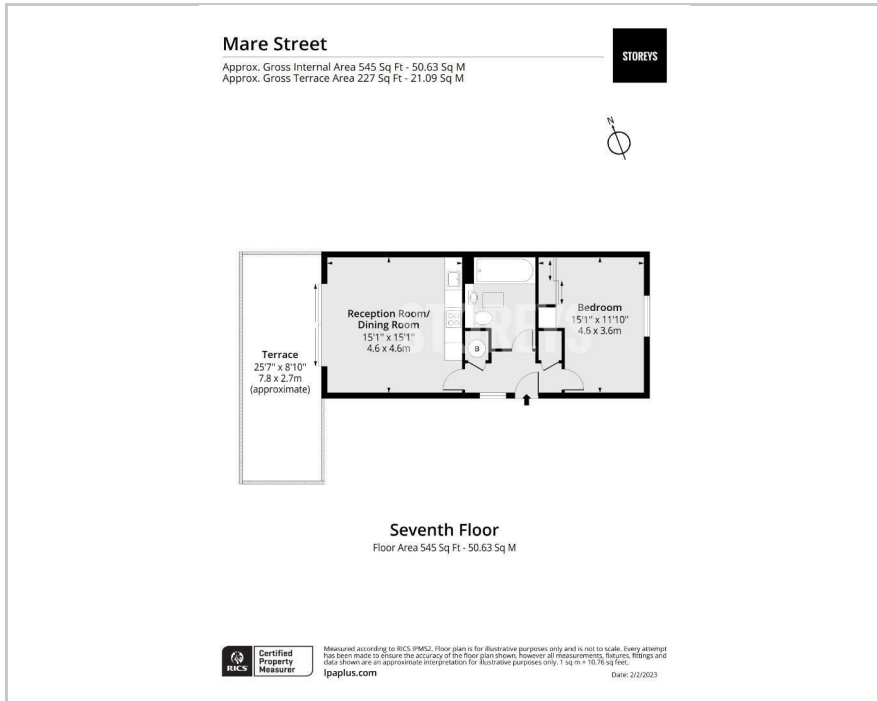 Mare Street
Approx. Gross Internal Area 545 Sq Ft - 50.63 Sq M
Approx. Gross Terrace Area 227 Sq Ft - 21.09 Sq M
STOREYS
N
Reception Room/
Dining Room
15'1" x 15'1"
4.6 x 4.6m
Terrace
25'7" x 8'10"
7.8 x 2.7m
(approximate)
B
Bedroom
15'1" x 11'10"
4.6 x 3.6m
STOREYS
Seventh Floor
Floor Area 545 Sq Ft - 50.63 Sq M
RICS
Certified
Property
Measurer
Measured according to RICS IPMS2. Floor plan is for illustrative purposes only and is not to scale. Every attempt
has been made to ensure the accuracy of the floor plan shown, however all measurements, fixtures, fittings and
data shown are an approximate interpretation for illustrative purposes only. 1 sq m = 10.76 sq feet.
lpaplus.com
Date: 2/2/2023